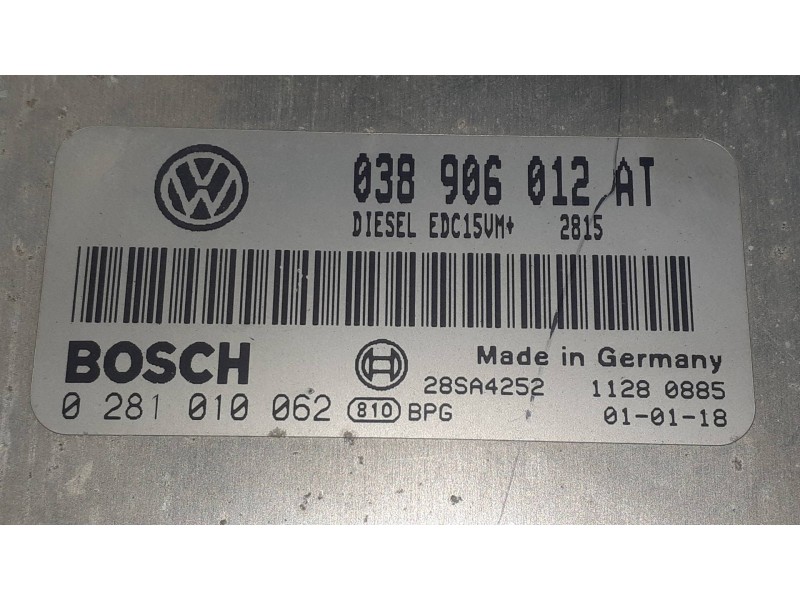 VW
038 906 012 AT
DIESEL EDC15VM+ 2815
BOSCH
Made in Germany
28SA4252 1128 0885
0 281 010 062 810 BPG 01-01-18